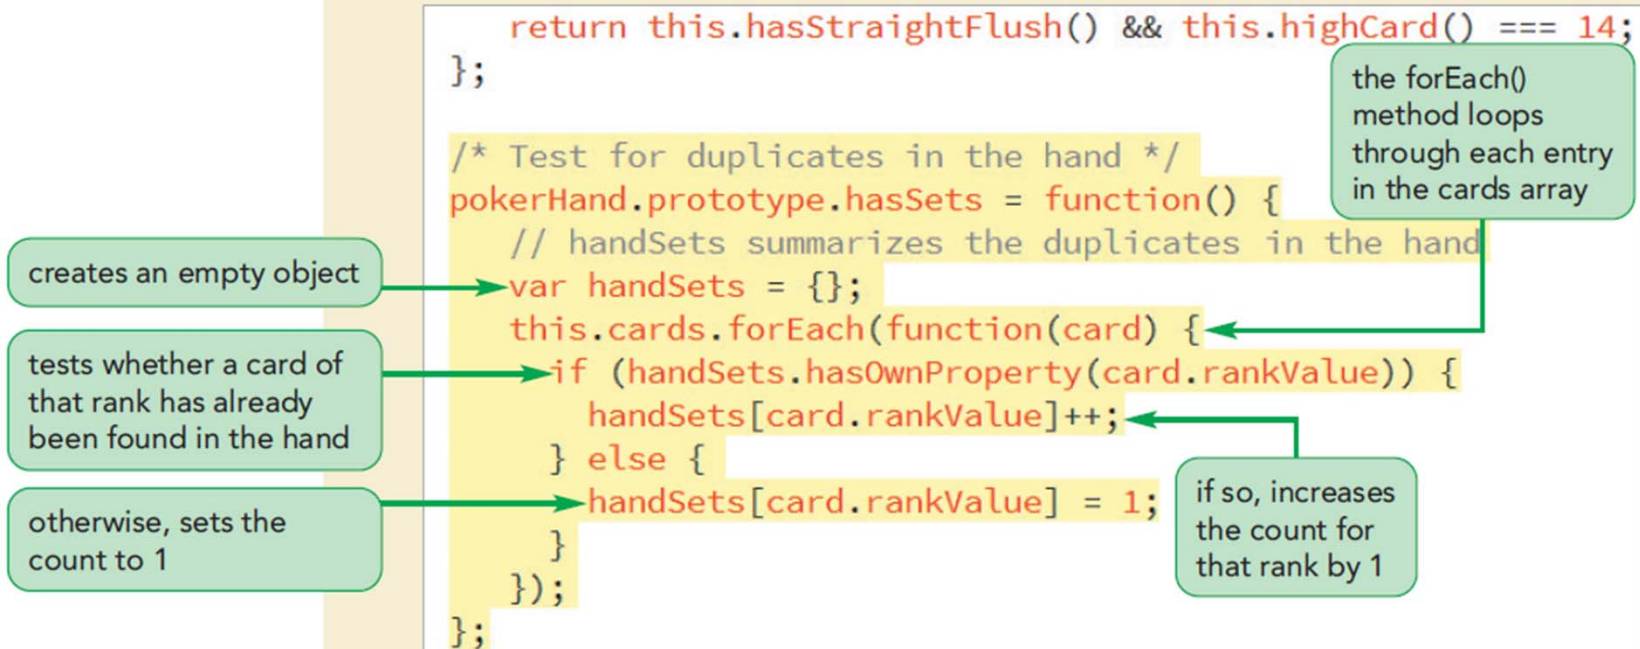 return this.hasStraightFlush() && this.highCard() === 14;
};
the forEach()
method loops
through each entry
in the cards array
/* Test for duplicates in the hand */
pokerHand.prototype.hasSets = function() {
// handSets summarizes the duplicates in the hand
creates an empty object
var handSets = {};
this.cards.forEach(function(card) {
tests whether a card of
that rank has already
been found in the hand
if (handSets.hasOwnProperty(card.rankValue)) {
handSets[card.rankValue]++;
if so, increases
the count for
that rank by 1
} else {
otherwise, sets the
count to 1
handSets[card.rankValue] = 1;
}
});
};